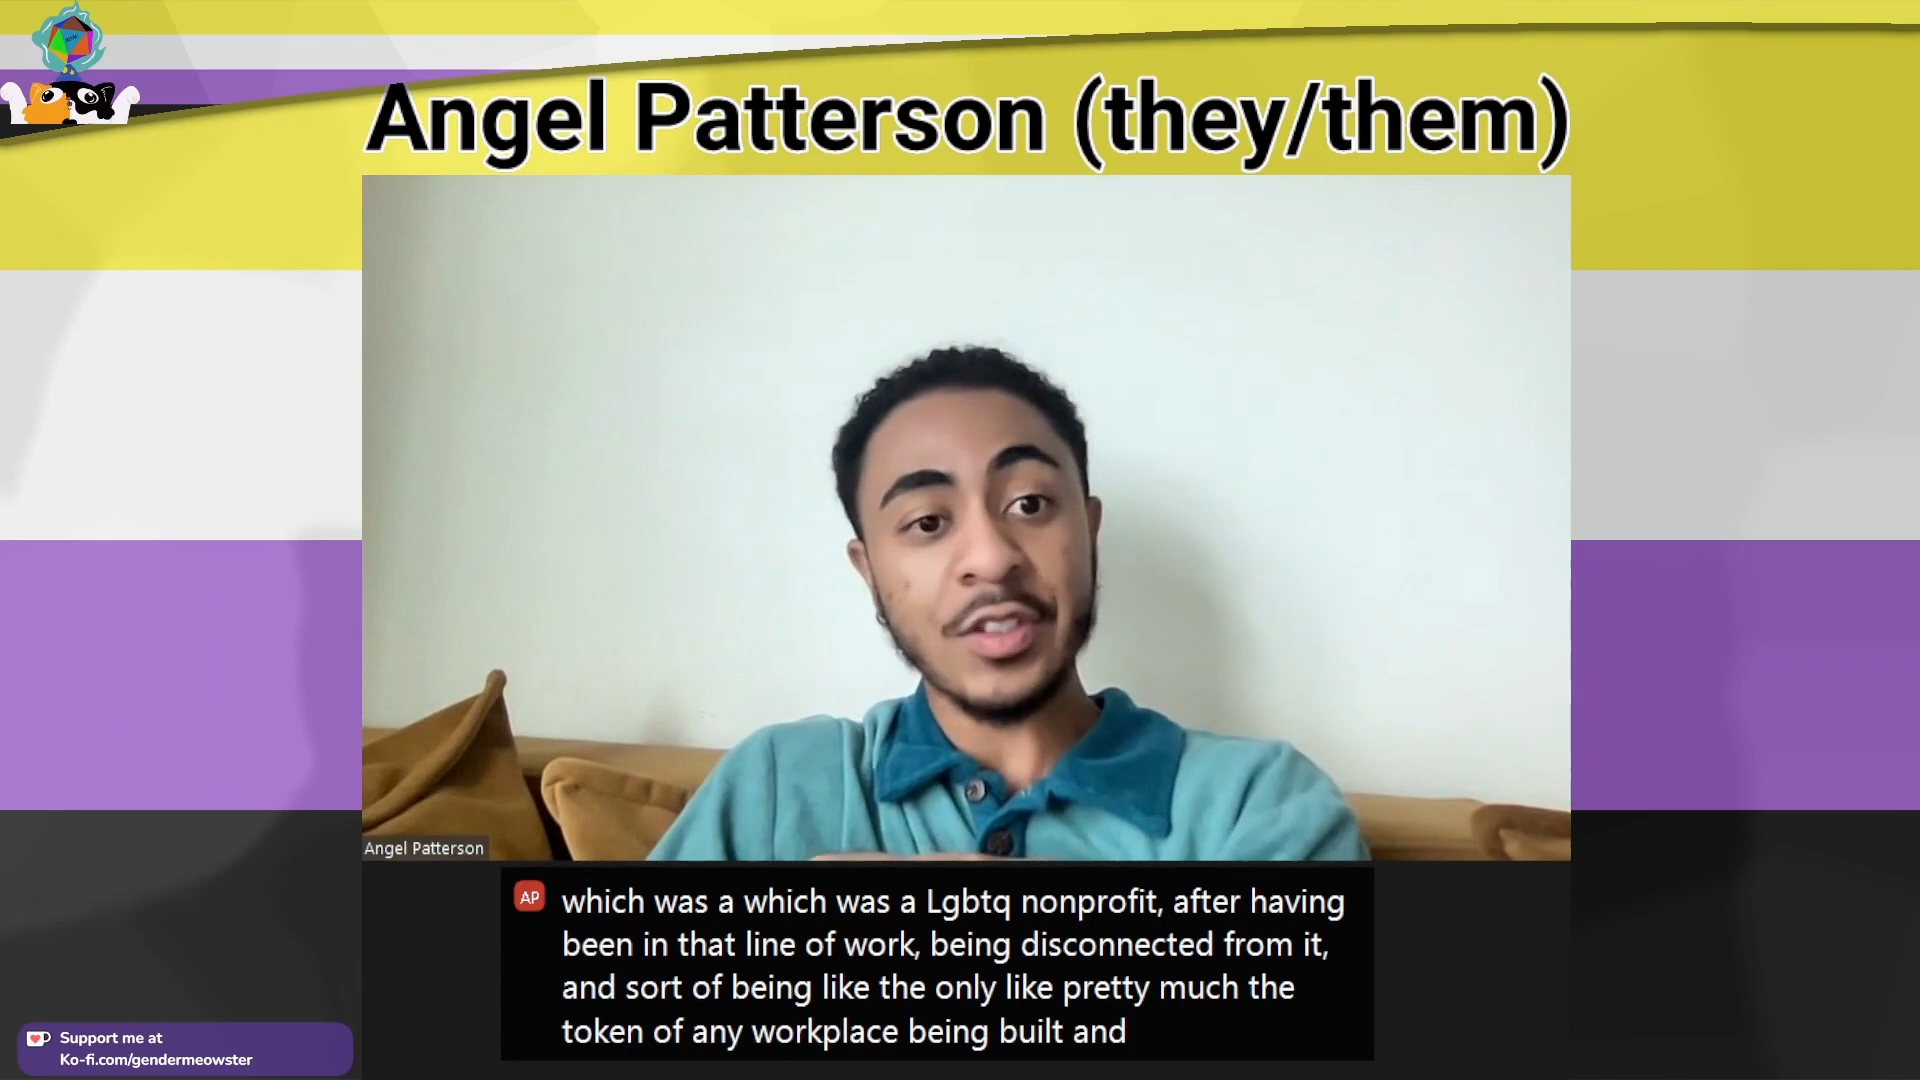 Angel Patterson (they/them)
Angel Patterson
AP
which was a which was a Lgbtq nonprofit, after having
been in that line of work, being disconnected from it,
and sort of being like the only like pretty much the
token of any workplace being built and
Support me at
Ko-fi.com/gendermeowster